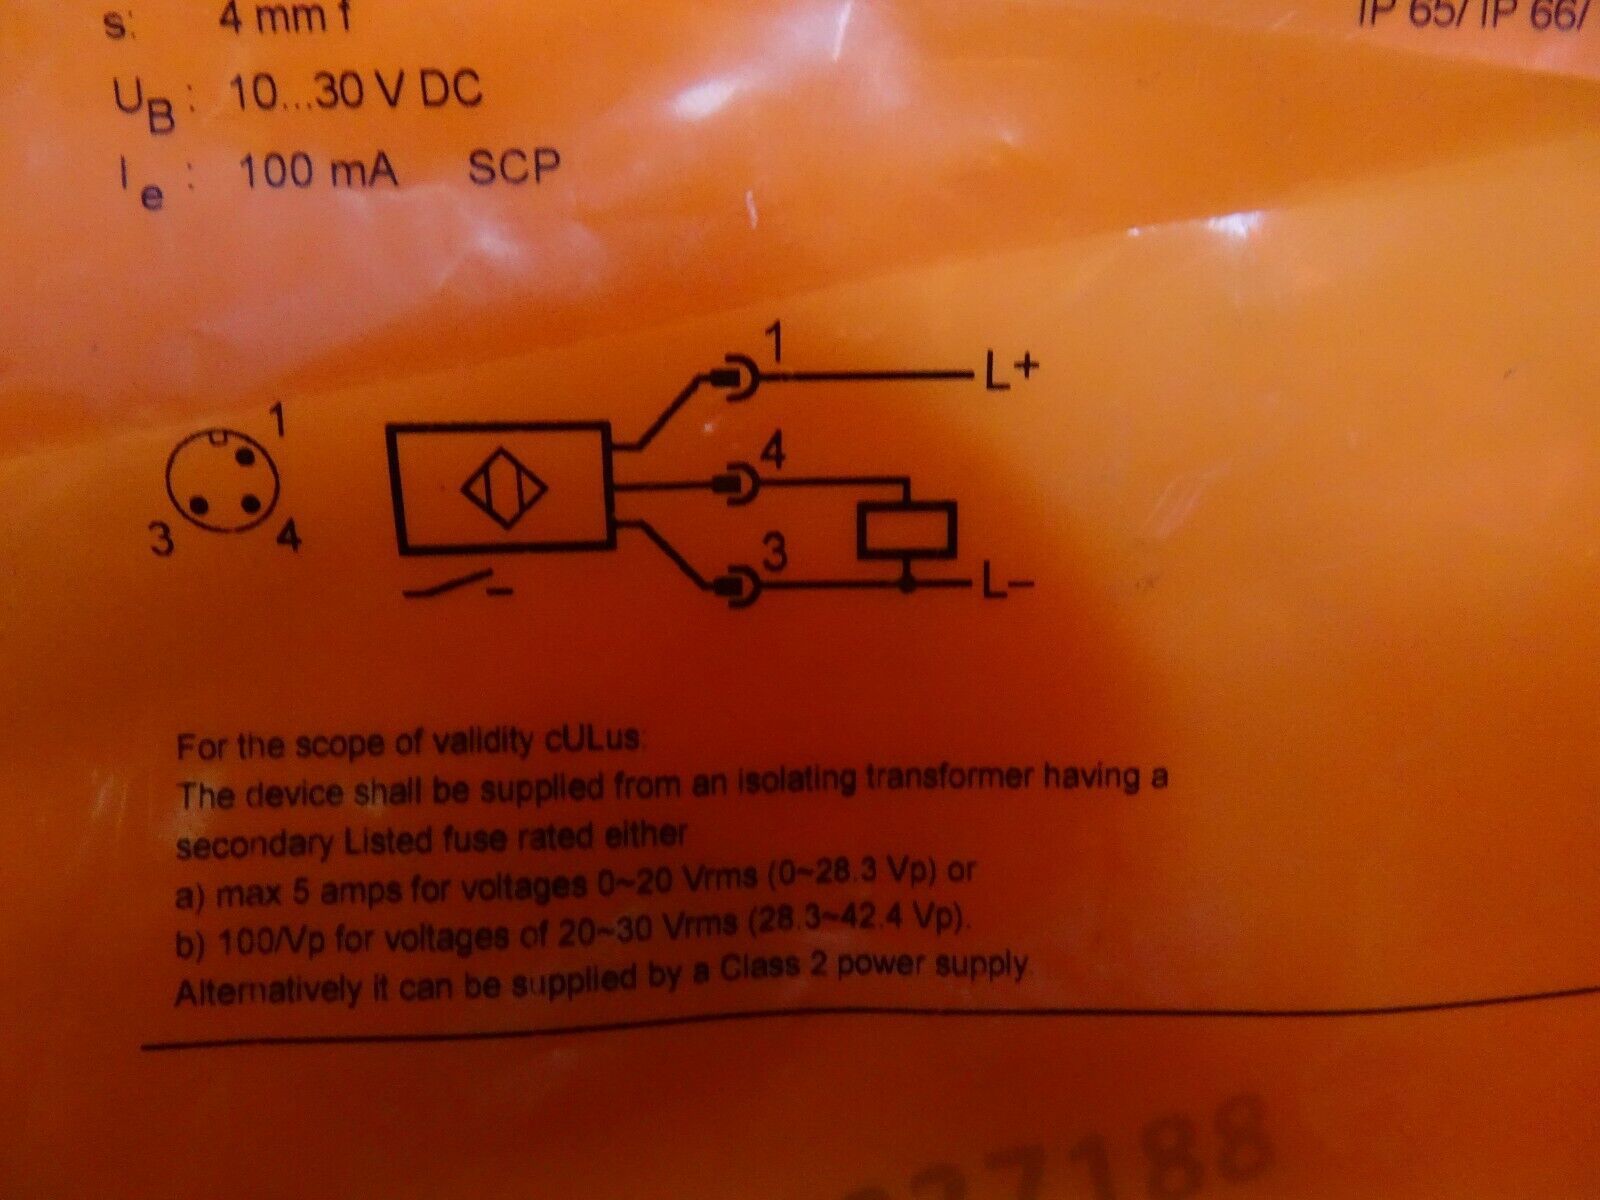 s: 4 mm f
IP 65/ IP 66/
UB: 10...30 V DC
Ie: 100 mA SCP
1
L+
1
4
3
4
3
L–
For the scope of validity cULus:
The device shall be supplied from an isolating transformer having a
secondary Listed fuse rated either
a) max 5 amps for voltages 0~20 Vrms (0~28.3 Vp) or
b) 100/Vp for voltages of 20~30 Vrms (28.3~42.4 Vp).
Alternatively it can be supplied by a Class 2 power supply.
77188